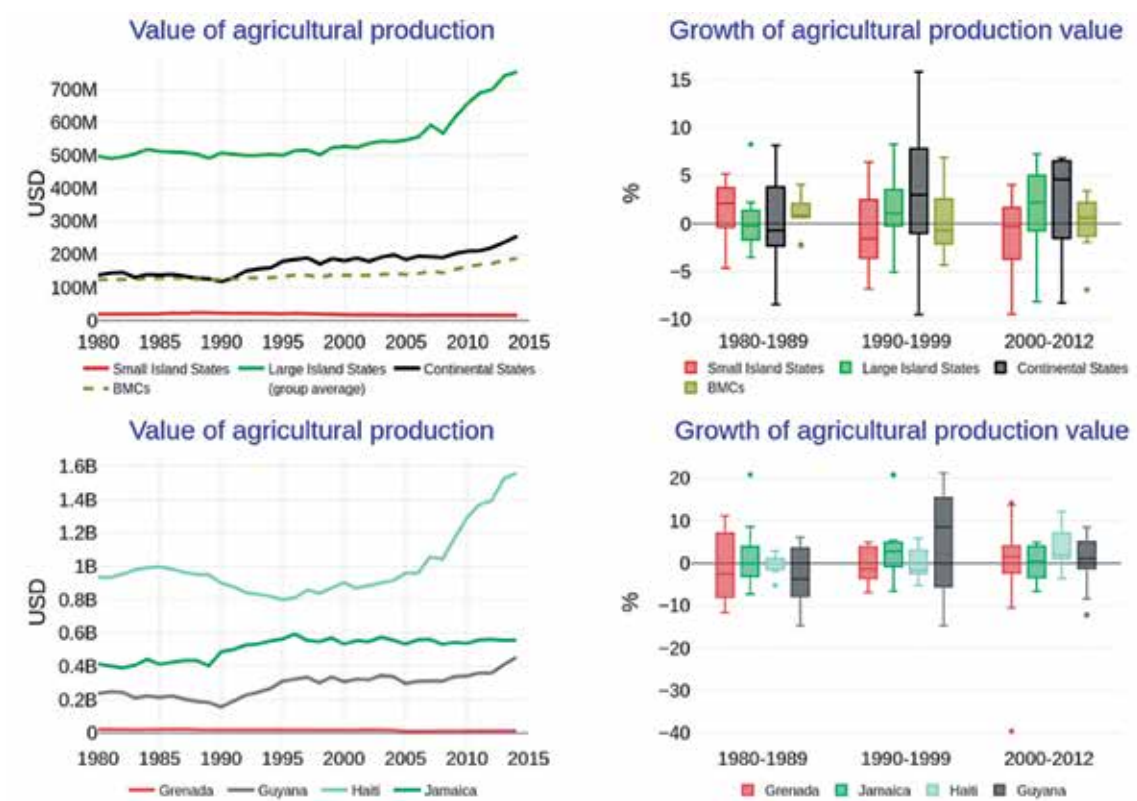 Value of agricultural production
700M
600M
500M
400M
300M
200M
100M
0
USD
1980 1985 1990 1995 2000 2005 2010 2015
Small Island States Large Island States Continental States
BMCs (group average)
Growth of agricultural production value
15
10
5
0
−5
−10
%
1980-1989 1990-1999 2000-2012
Small Island States Large Island States Continental States
BMCs
Value of agricultural production
1.6B
1.4B
1.2B
1B
0.8B
0.6B
0.4B
0.2B
0
USD
1980 1985 1990 1995 2000 2005 2010 2015
Grenada Guyana Haiti Jamaica
Growth of agricultural production value
20
10
0
−10
−20
−30
−40
%
1980-1989 1990-1999 2000-2012
Grenada Jamaica Haiti Guyana